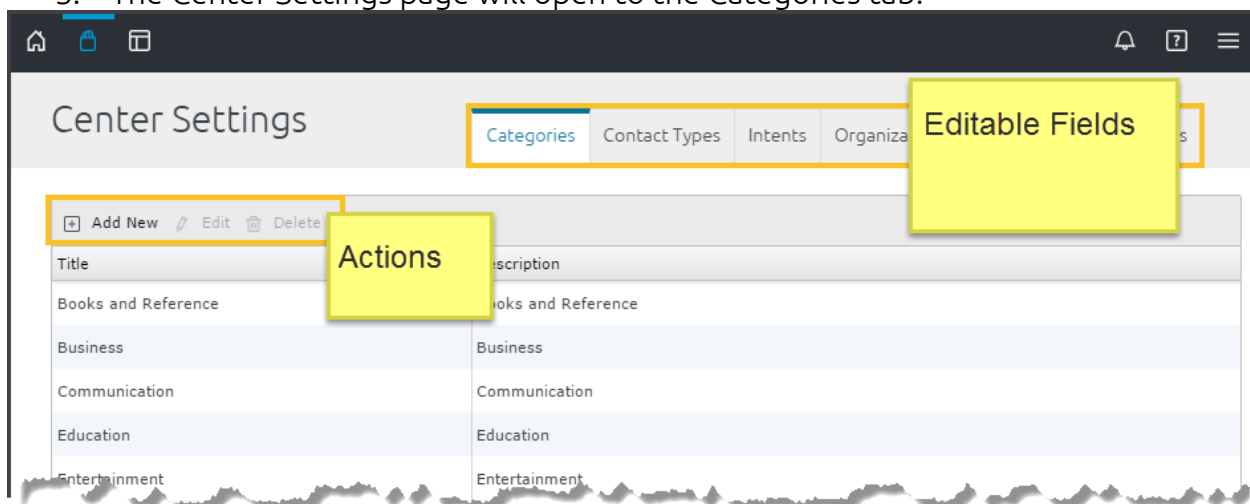 The Center Settings page will open to the Categories tab.
Center Settings
Categories Contact Types Intents Editable Fields
Add New Edit Delete
Actions
Title
Books and Reference
Business Business
Communication Communication
Education Education
Entertainment Entertainment